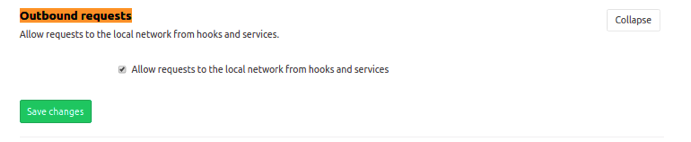 Outbound requests
Collapse
Allow requests to the local network from hooks and services.
Allow requests to the local network from hooks and services
Save changes